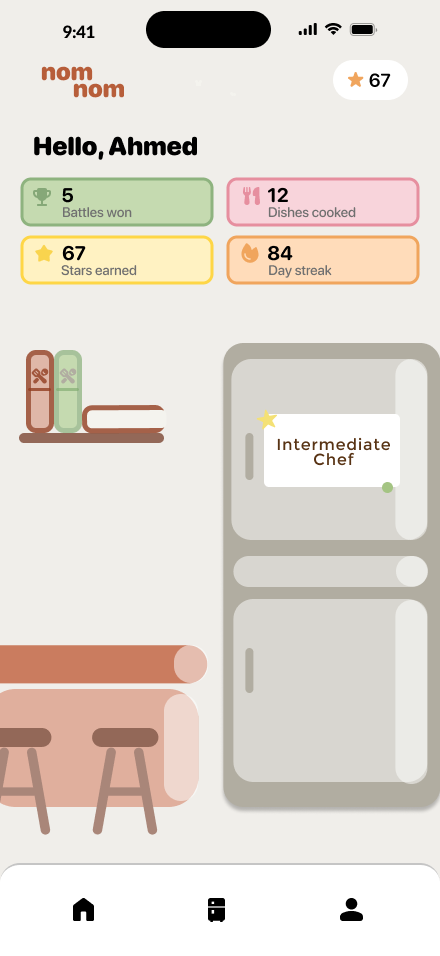 9:41
nom
nom
67
Hello, Ahmed
5
Battles won
12
Dishes cooked
67
Stars earned
84
Day streak
Intermediate
Chef